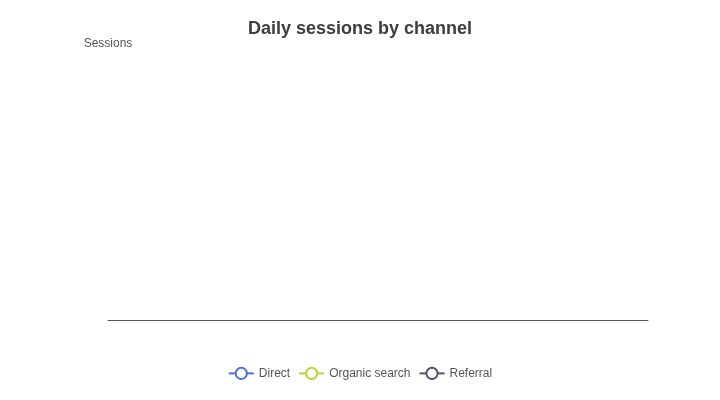 Daily sessions by channel
Sessions
Direct
Organic search
Referral